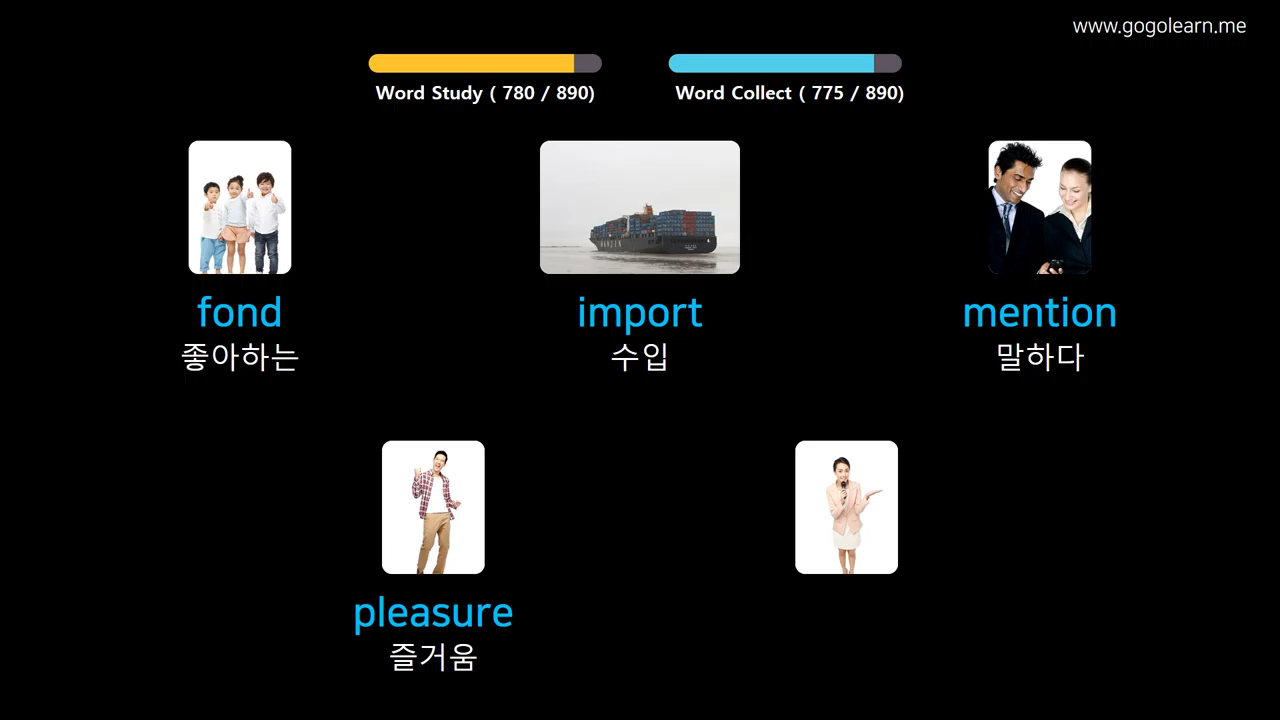 www.gogolearn.me
Word Study ( 780 / 890)
Word Collect ( 775 / 890)
fond
좋아하는
import
수입
mention
말하다
pleasure
즐거움